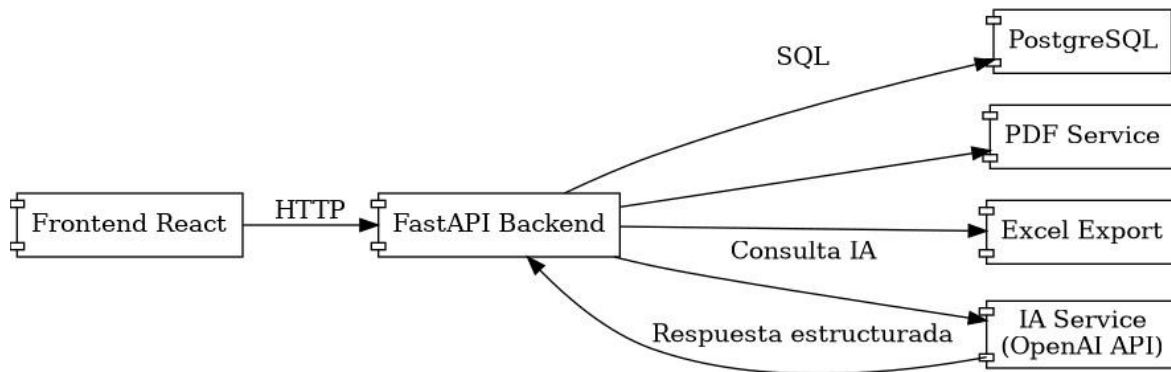 PostgreSQL
SQL
PDF Service
Frontend React
HTTP
FastAPI Backend
Excel Export
Consulta IA
IA Service
(OpenAI API)
Respuesta estructurada